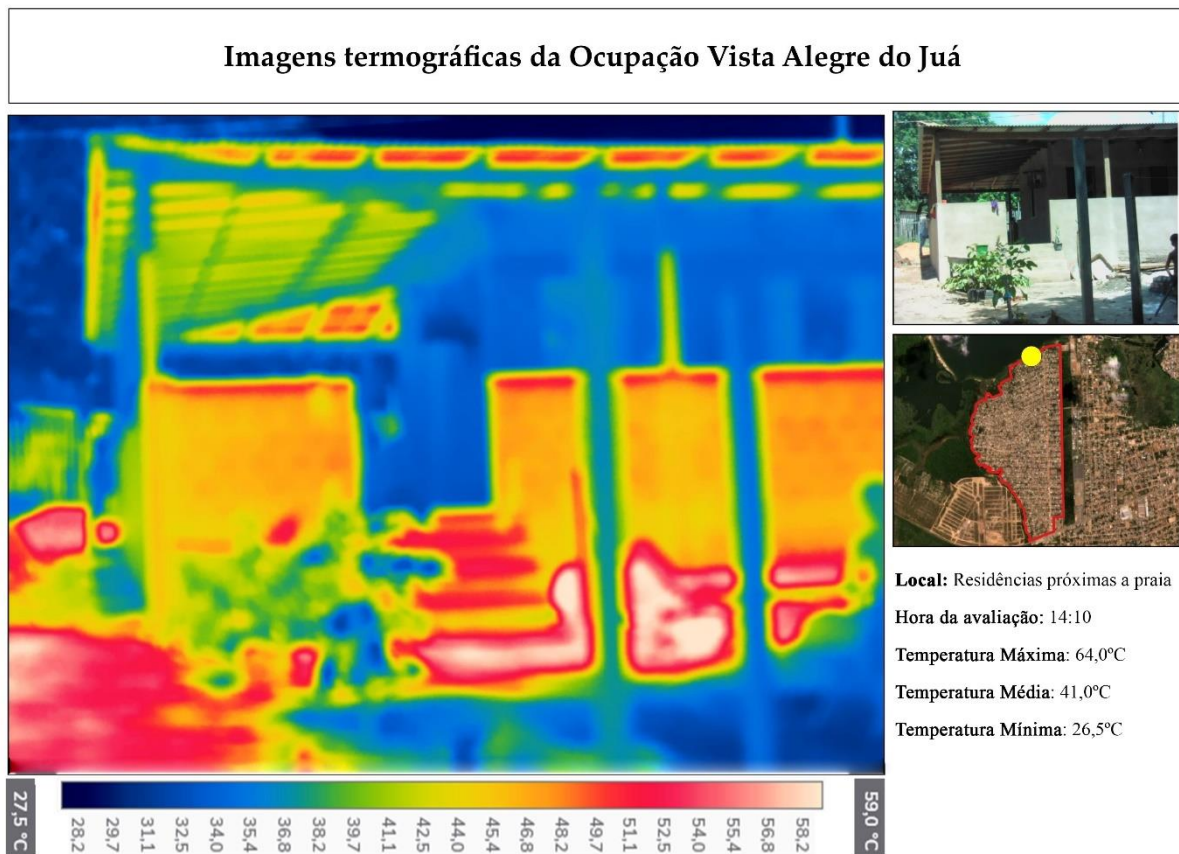 Imagens termográficas da Ocupação Vista Alegre do Juá
Local: Residências próximas a praia
Hora da avaliação: 14:10
Temperatura Máxima: 64,0ºC
Temperatura Média: 41,0ºC
Temperatura Mínima: 26,5ºC
27,5 °C
28,2
29,7
31,1
32,5
34,0
35,4
36,8
38,2
39,7
41,1
42,5
44,0
45,4
46,8
48,2
49,7
51,1
52,5
54,0
55,4
56,8
58,2
59,0 °C